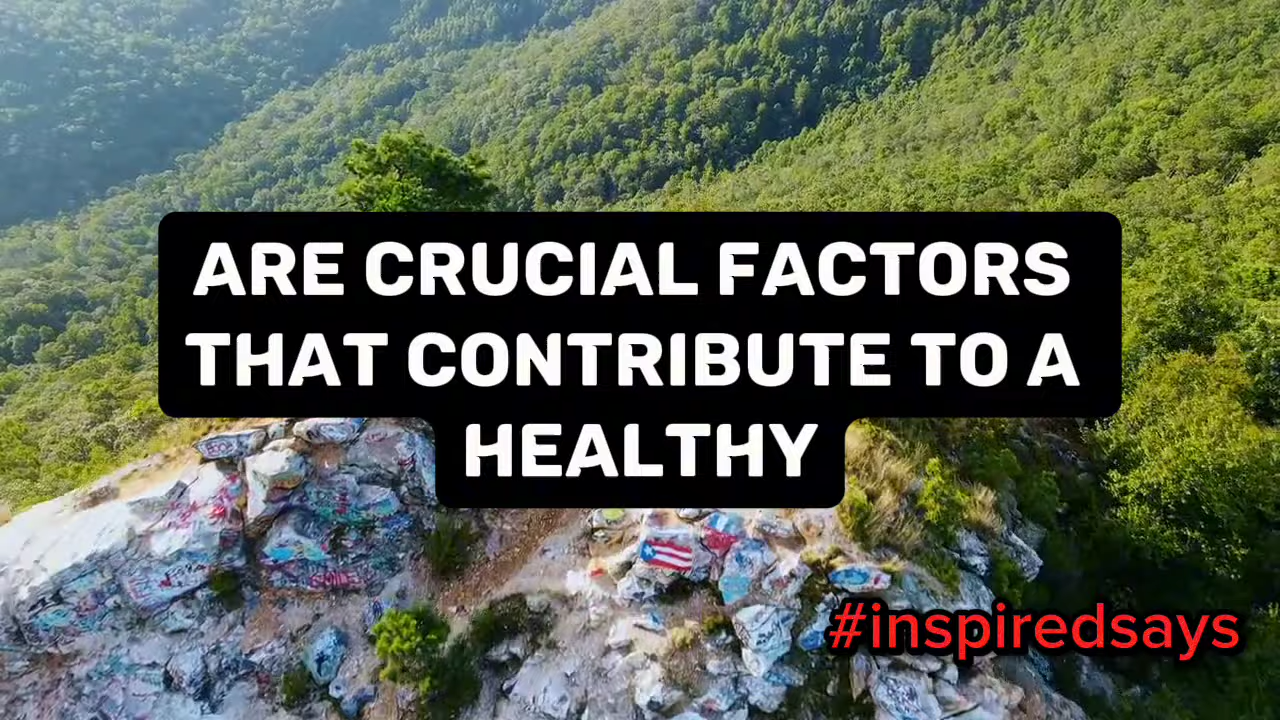 ARE CRUCIAL FACTORS
THAT CONTRIBUTE TO A
HEALTHY
#inspiredsays